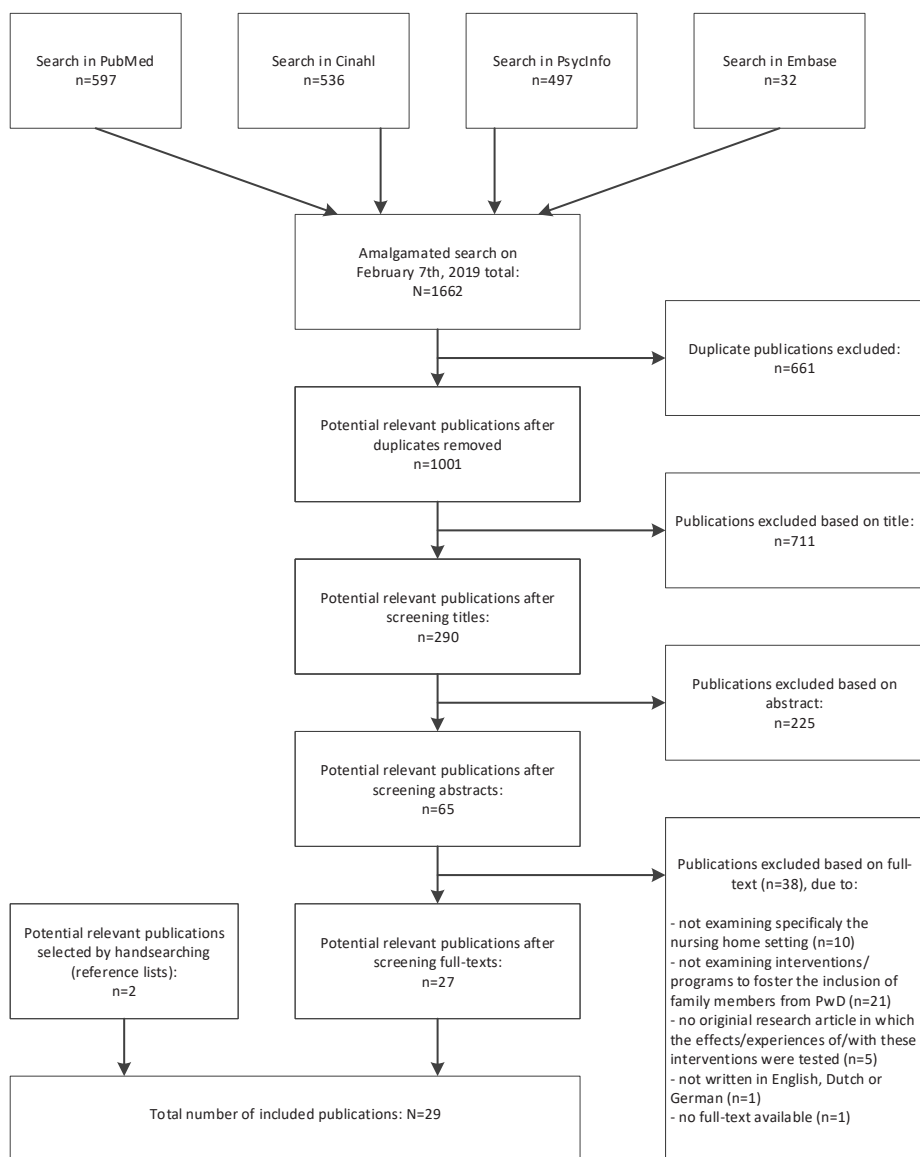 Search in PubMed
n=597
Search in Cinahl
n=536
Search in PsycInfo
n=497
Search in Embase
n=32
Amalgamated search on
February 7th, 2019 total:
N=1662
Duplicate publications excluded:
n=661
Potential relevant publications after
duplicates removed
n=1001
Publications excluded based on title:
n=711
Potential relevant publications after
screening titles:
n=290
Publications excluded based on
abstract:
n=225
Potential relevant publications after
screening abstracts:
n=65
Publications excluded based on full-
text (n=38), due to:
- not examining specificaly the
nursing home setting (n=10)
- not examining interventions/
programs to foster the inclusion of
family members from PwD (n=21)
- no originial research article in which
the effects/experiences of/with these
interventions were tested (n=5)
- not written in English, Dutch or
German (n=1)
- no full-text available (n=1)
Potential relevant publications
selected by handsearching
(reference lists):
n=2
Potential relevant publications after
screening full-texts:
n=27
Total number of included publications: N=29